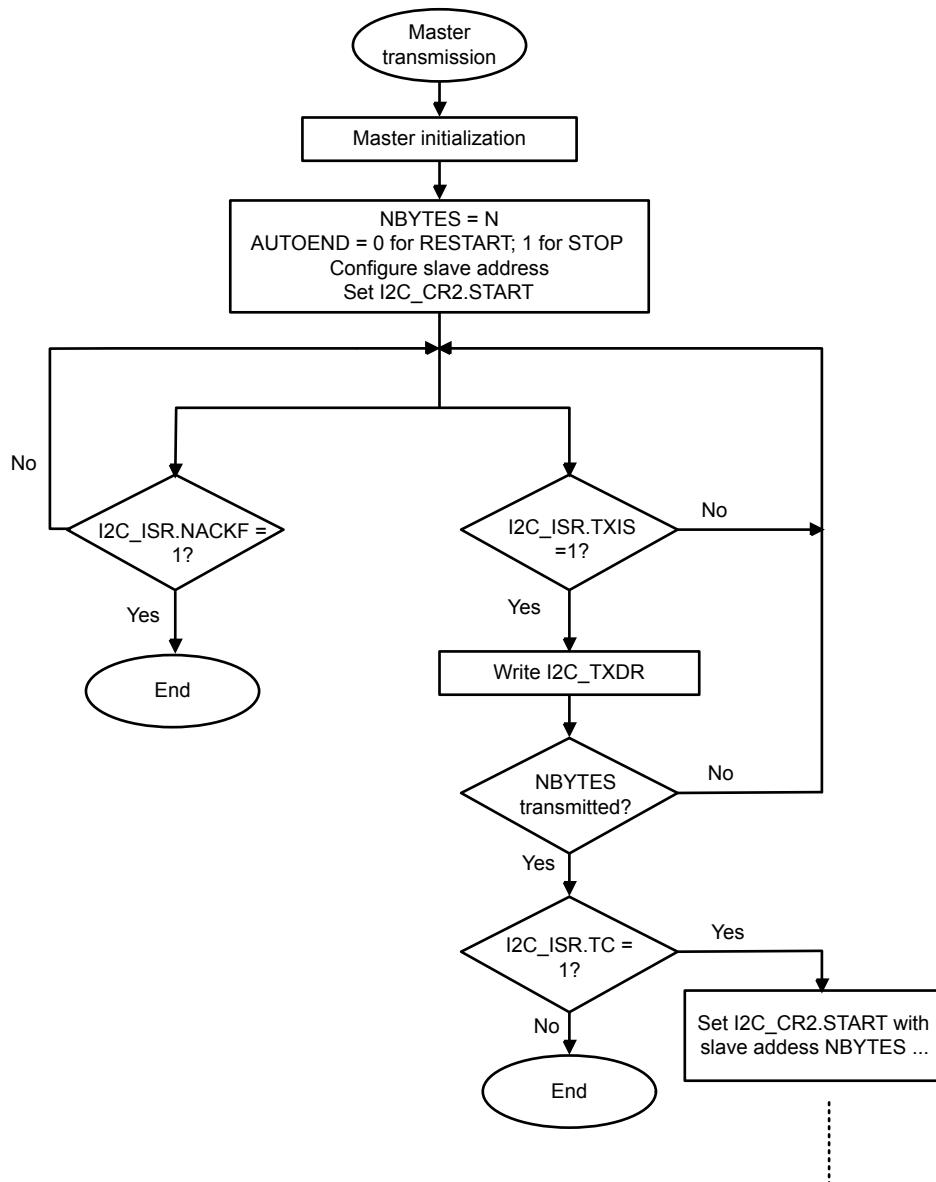 Master
transmission
Master initialization
NBYTES = N
AUTOEND = 0 for RESTART; 1 for STOP
Configure slave address
Set I2C_CR2.START
No
I2C_ISR.NACKF =
1?
Yes
End
I2C_ISR.TXIS
=1?
No
Yes
Write I2C_TXDR
NBYTES
transmitted?
No
Yes
I2C_ISR.TC =
1?
Yes
No
Set I2C_CR2.START with
slave addess NBYTES ...
End